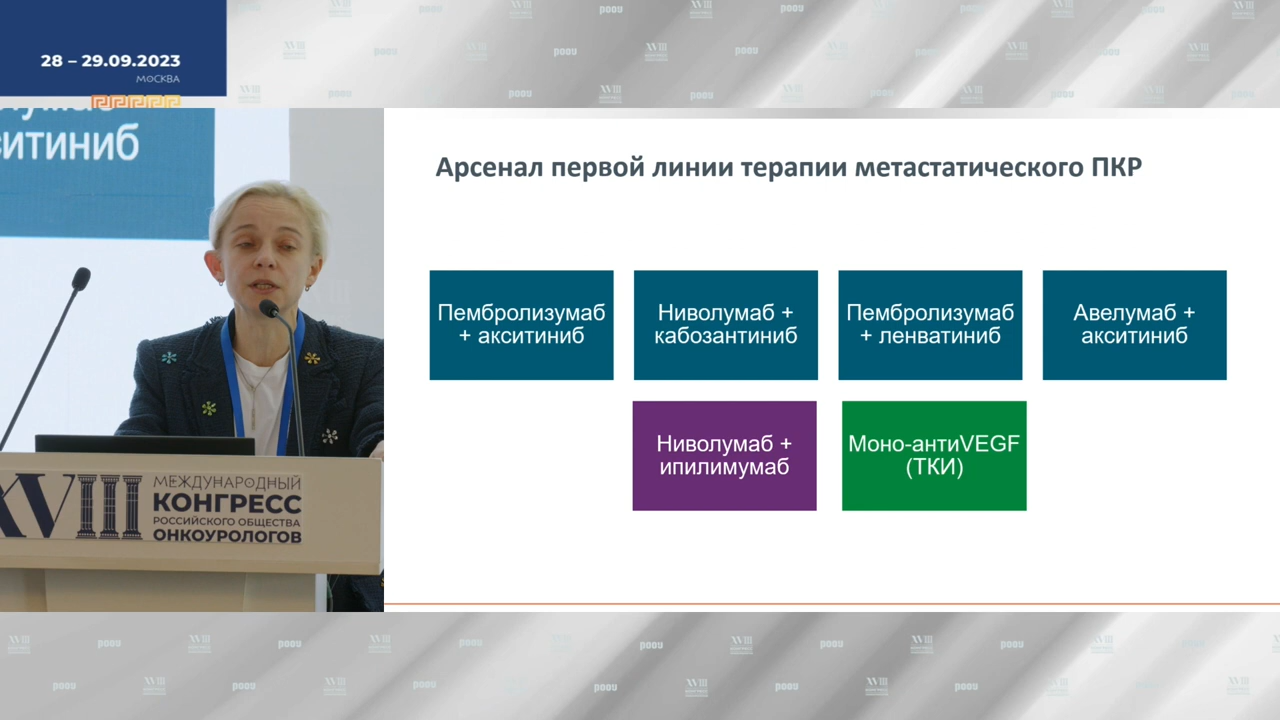 28 – 29.09.2023
МОСКВА
ситиниб
Арсенал первой линии терапии метастатического ПКР
Пембролизумаб
+ акситиниб
Ниволумаб +
кабозантиниб
Пембролизумаб
+ ленватиниб
Авелумаб +
акситиниб
Ниволумаб +
ипилимумаб
Моно-антиVEGF
(ТКИ)
XVIII
МЕЖДУНАРОДНЫЙ
КОНГРЕСС
РОССИЙСКОГО ОБЩЕСТВА
ОНКОУРОЛОГОВ